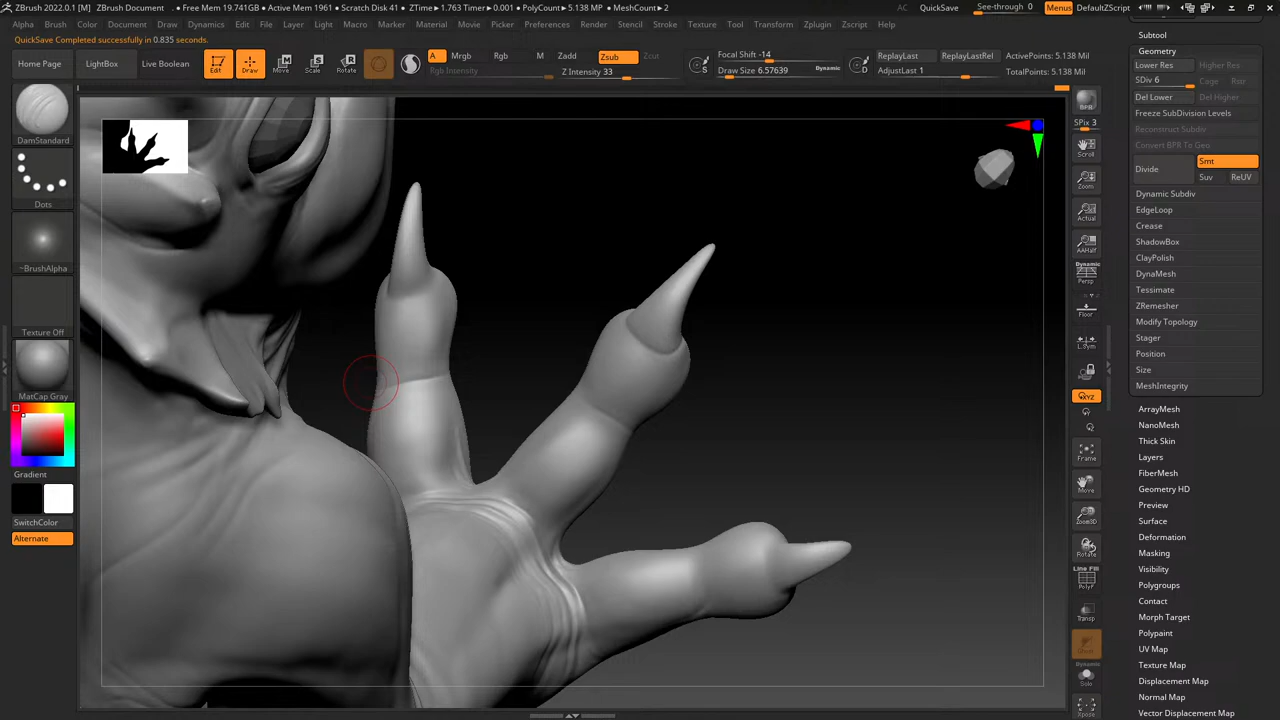 ZBrush 2022.0.1 [M] ZBrush Document . • Free Mem 19.741GB • Active Mem 1961 • Scratch Disk 41 • ZTime▸1.763 Timer▸0.001 • PolyCount▸5.138 MP • MeshCount▸2 QuickSave See-through 0 Menus DefaultZScript
Alpha Brush Color Document Draw Dynamics Edit File Layer Light Macro Marker Material Movie Picker Preferences Render Stencil Stroke Texture Tool Transform Zplugin Zscript Help
QuickSave Completed successfully in 0.835 seconds.
Home Page LightBox Live Boolean Edit Draw Move Scale Rotate
A Mrgb Rgb M Zadd Zsub Zcut
Rgb Intensity Z Intensity 33
S Focal Shift -14
Draw Size 6.57639 Dynamic
D ReplayLast ReplayLastRel ActivePoints: 5.138 Mil
AdjustLast 1 TotalPoints: 5.138 Mil
DamStandard
Dots
~BrushAlpha
Texture Off
MatCap Gray
Gradient
SwitchColor
Alternate
BPR
SPix 3
Scroll
Zoom
Actual
AAHalf
Dynamic
Persp
Floor
L.Sym
XYZ
Frame
Move
Zoom3D
Rotate
Line Fill
PolyF
Transp
Ghost
Dynamic
Solo
Xpose
Subtool
Geometry
Lower Res Higher Res
SDiv 6 Cage Rstr
Del Lower Del Higher
Freeze SubDivision Levels
Reconstruct Subdiv
Convert BPR To Geo
Divide Smt
Suv ReUV
Dynamic Subdiv
EdgeLoop
Crease
ShadowBox
ClayPolish
DynaMesh
Tessimate
ZRemesher
Modify Topology
Stager
Position
Size
MeshIntegrity
ArrayMesh
NanoMesh
Thick Skin
Layers
FiberMesh
Geometry HD
Preview
Surface
Deformation
Masking
Visibility
Polygroups
Contact
Morph Target
Polypaint
UV Map
Texture Map
Displacement Map
Normal Map
Vector Displacement Map